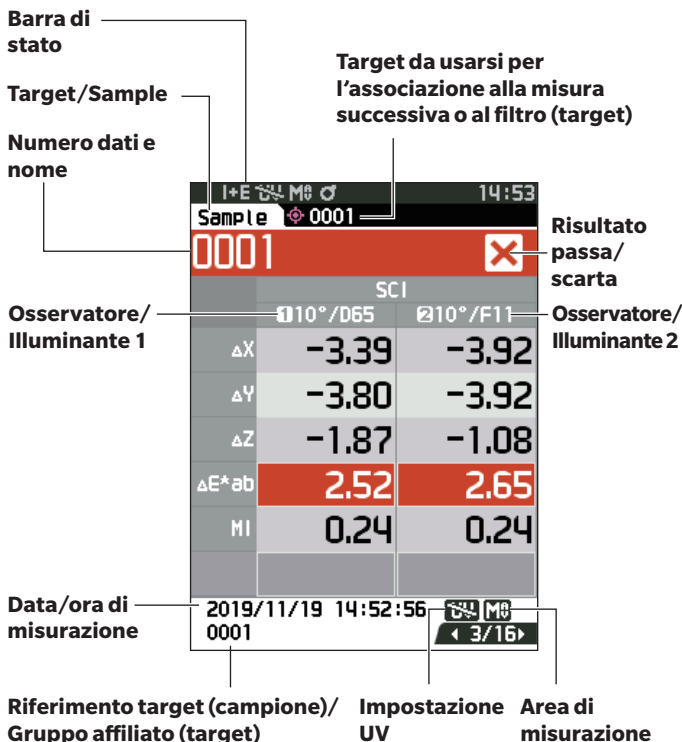 Barra di
stato
Target/Sample
Numero dati e
nome
Target da usarsi per
l'associazione alla misura
successiva o al filtro (target)
I+E 14:53
Sample 0001
0001
Risultato
passa/
scarta
SCI
Osservatore/
Illuminante 1
1 10°/D65 2 10°/F11
Osservatore/
Illuminante 2
ΔX -3.39 -3.92
ΔY -3.80 -3.92
ΔZ -1.87 -1.08
ΔE*ab 2.52 2.65
MI 0.24 0.24
Data/ora di
misurazione
2019/11/19 14:52:56
0001 3/16
Riferimento target (campione)/
Gruppo affiliato (target)
Impostazione
UV
Area di
misurazione